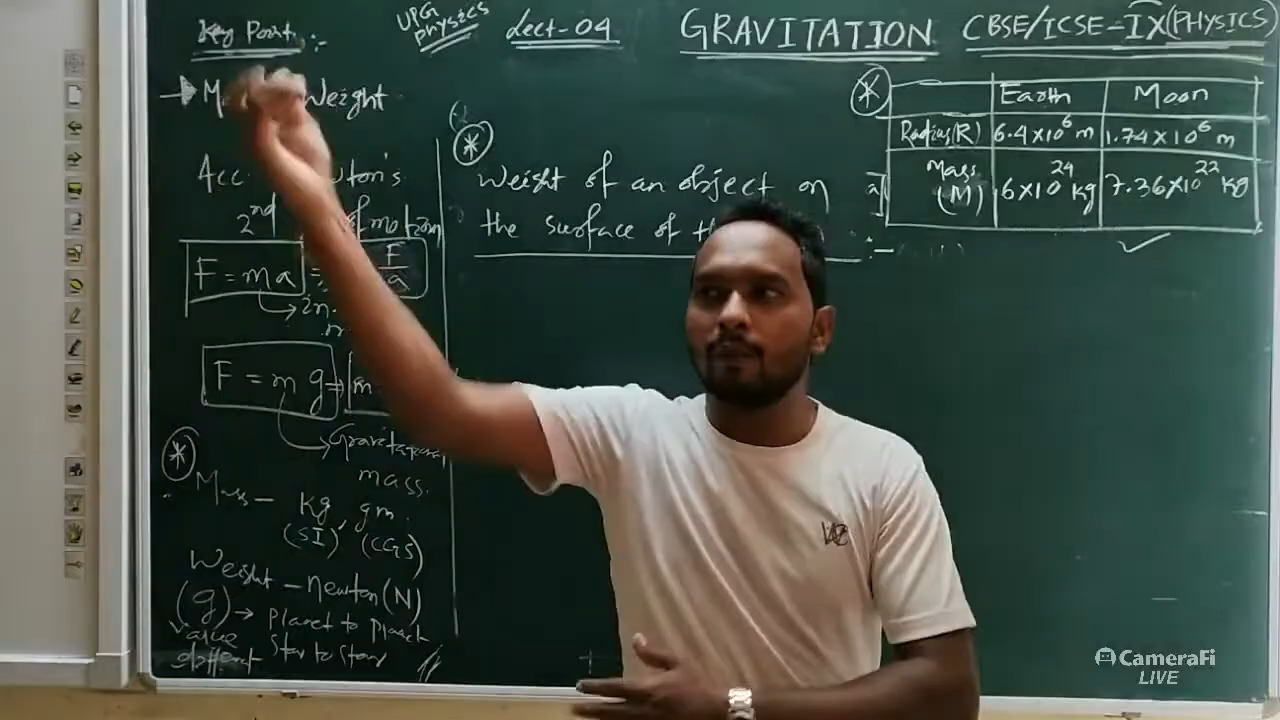 Key Point :-
UPG
Physics
Lect-04
GRAVITATION
CBSE/ICSE-IX(PHYSICS)
→ Weight
Acc
2nd of motion
F = ma
F/a
F = mg → m
→ Gravitational
mass.
* Mass - Kg, gm.
(SI) (CGS)
Weight - Newton(N)
(g) → Planet to Planet
Value Star to Star
different
* Weight of an object on
the surface of
* Earth Moon
Radius(R) 6.4×10⁶ m 1.74×10⁶ m
Mass (M) 6×10²⁴ kg 7.36×10²² kg
CameraFi
LIVE